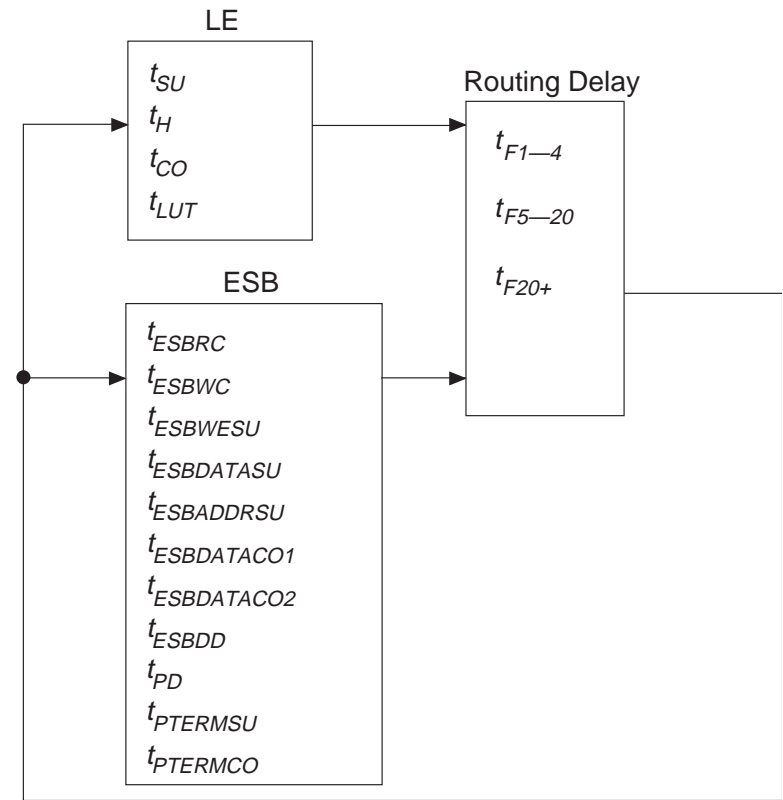 LE
tSU
tH
tCO
tLUT
Routing Delay
tF1—4
tF5—20
tF20+
ESB
tESBRC
tESBWC
tESBWESU
tESBDATASU
tESBADDRSU
tESBDATACO1
tESBDATACO2
tESBDD
tPD
tPTERMSU
tPTERMCO